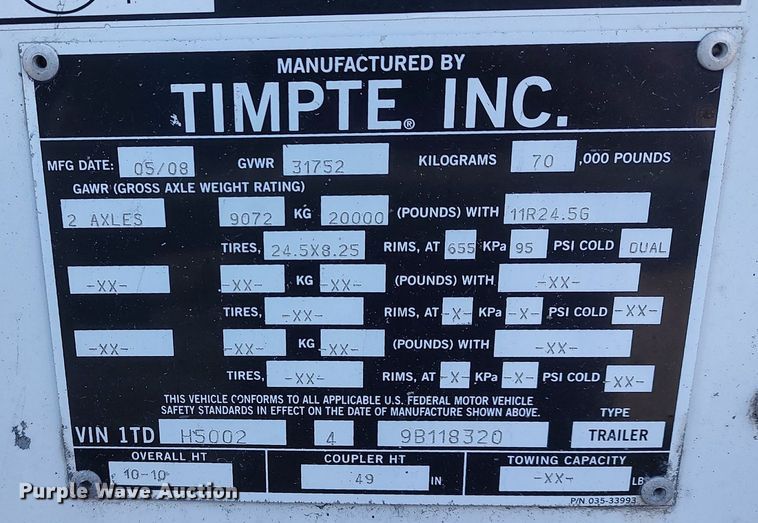 MANUFACTURED BY
TIMPTE® INC.
MFG DATE: 05/08 GVWR 31752 KILOGRAMS 70 ,000 POUNDS
GAWR (GROSS AXLE WEIGHT RATING)
2 AXLES 9072 KG 20000 (POUNDS) WITH 11R24.5G
TIRES, 24.5X8.25 RIMS, AT 655 KPa 95 PSI COLD DUAL
-XX- -XX- KG -XX- (POUNDS) WITH -XX-
TIRES, -XX- RIMS, AT -X- KPa -X- PSI COLD -XX-
-XX- -XX- KG -XX- (POUNDS) WITH -XX-
TIRES, -XX- RIMS, AT -X- KPa -X- PSI COLD -XX-
THIS VEHICLE CONFORMS TO ALL APPLICABLE U.S. FEDERAL MOTOR VEHICLE
SAFETY STANDARDS IN EFFECT ON THE DATE OF MANUFACTURE SHOWN ABOVE. TYPE
VIN 1TD H5002 4 9B118320 TRAILER
OVERALL HT COUPLER HT TOWING CAPACITY
10-10 49 IN -XX- LB
Purple Wave Auction P/N 035-33993